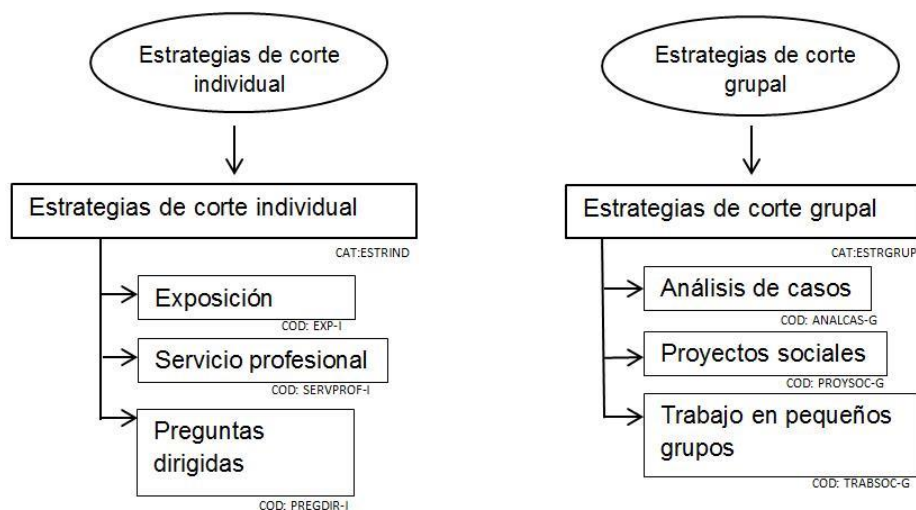 Estrategias de corte
individual
Estrategias de corte individual
CAT:ESTRIND
Exposición
COD: EXP-I
Servicio profesional
COD: SERVPROF-I
Preguntas
dirigidas
COD: PREGDIR-I
Estrategias de corte
grupal
Estrategias de corte grupal
CAT:ESTRGRUP
Análisis de casos
COD: ANALCAS-G
Proyectos sociales
COD: PROYSOC-G
Trabajo en pequeños
grupos
COD: TRABSOC-G